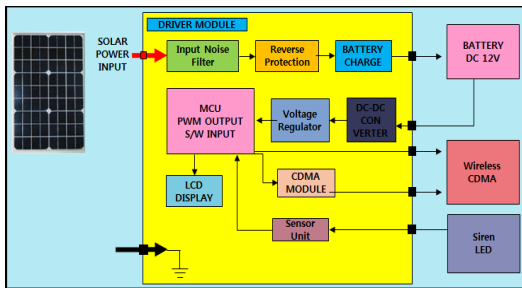 DRIVER MODULE
SOLAR
POWER
INPUT
Input Noise
Filter
Reverse
Protection
BATTERY
CHARGE
BATTERY
DC 12V
MCU
PWM OUTPUT
S/W INPUT
Voltage
Regulator
DC-DC
CON
VERTER
LCD
DISPLAY
CDMA
MODULE
Wireless
CDMA
Sensor
Unit
Siren
LED